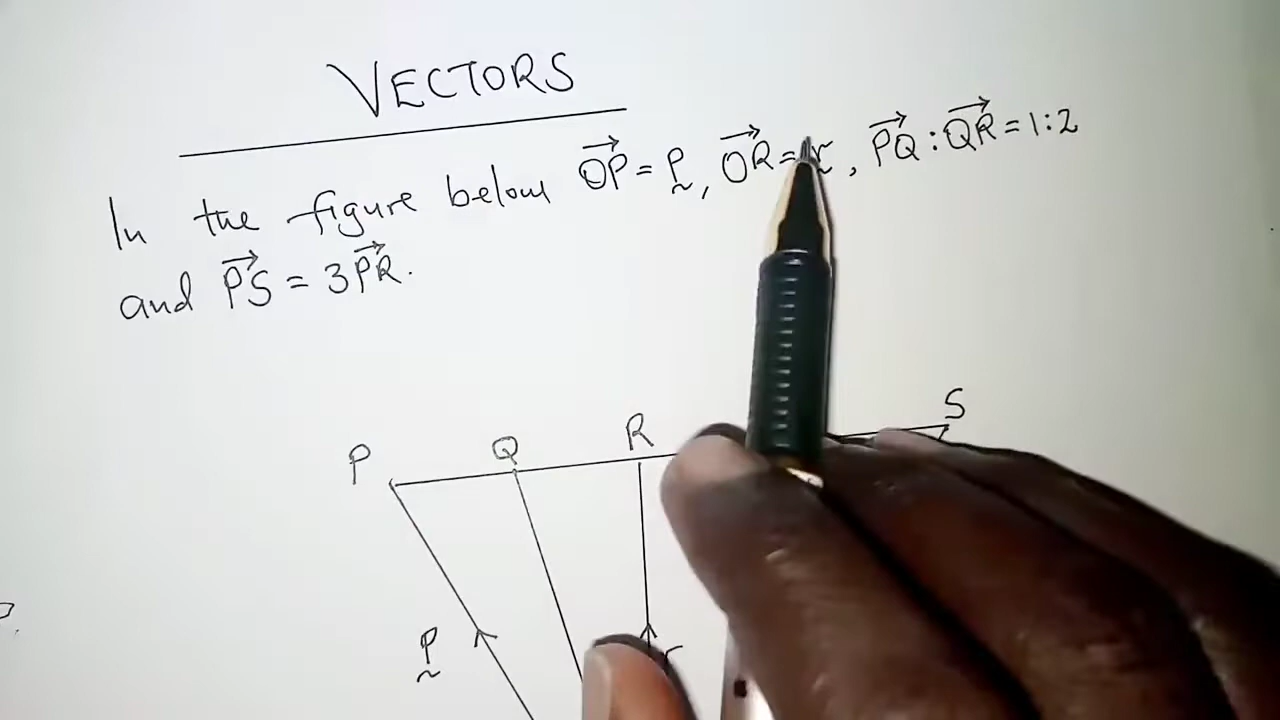 VECTORS
In the figure below OP⃗ = p̰, OR⃗ = r̰, PQ⃗ : QR⃗ = 1:2
and PS⃗ = 3PR⃗.
S
P Q R
p̰
r